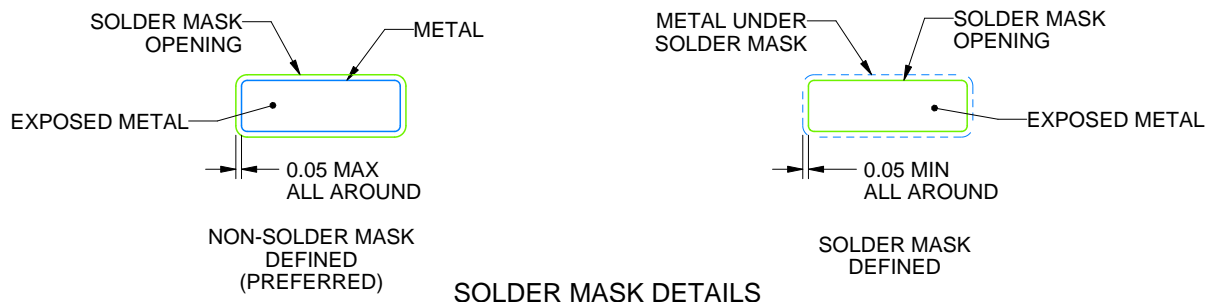 SOLDER MASK
OPENING
METAL
EXPOSED METAL
0.05 MAX
ALL AROUND
NON-SOLDER MASK
DEFINED
(PREFERRED)
METAL UNDER
SOLDER MASK
SOLDER MASK
OPENING
EXPOSED METAL
0.05 MIN
ALL AROUND
SOLDER MASK
DEFINED
SOLDER MASK DETAILS